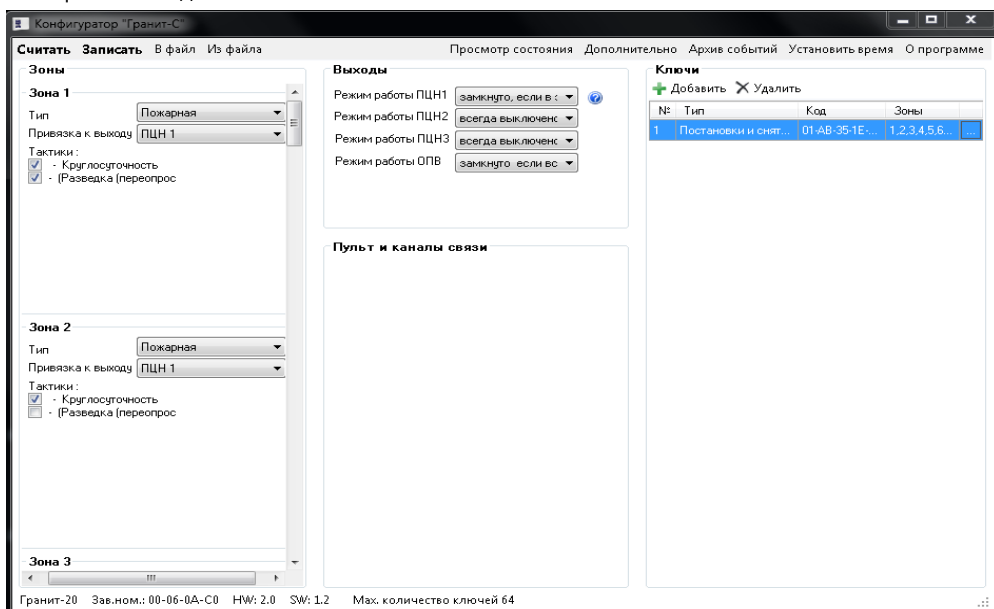 Конфигуратор "Гранит-С"
Считать Записать В файл Из файла Просмотр состояния Дополнительно Архив событий Установить время О программе
Зоны
Зона 1
Тип Пожарная
Привязка к выходу ПЦН 1
Тактики :
- Круглосуточность
- (Разведка (переопрос
Зона 2
Тип Пожарная
Привязка к выходу ПЦН 1
Тактики :
- Круглосуточность
- (Разведка (переопрос
Зона 3
Выходы
Режим работы ПЦН1 замкнуто, если в :
Режим работы ПЦН2 всегда выключенс
Режим работы ПЦН3 всегда выключенс
Режим работы ОПВ замкнуто если вс
Пульт и каналы связи
Ключи
Добавить Удалить
№ Тип Код Зоны
1 Постановки и снят... 01-AB-35-1E-... 1,2,3,4,5,6... ...
Гранит-20 Зав.ном.: 00-06-0A-C0 HW: 2.0 SW: 1.2 Мах. количество ключей 64